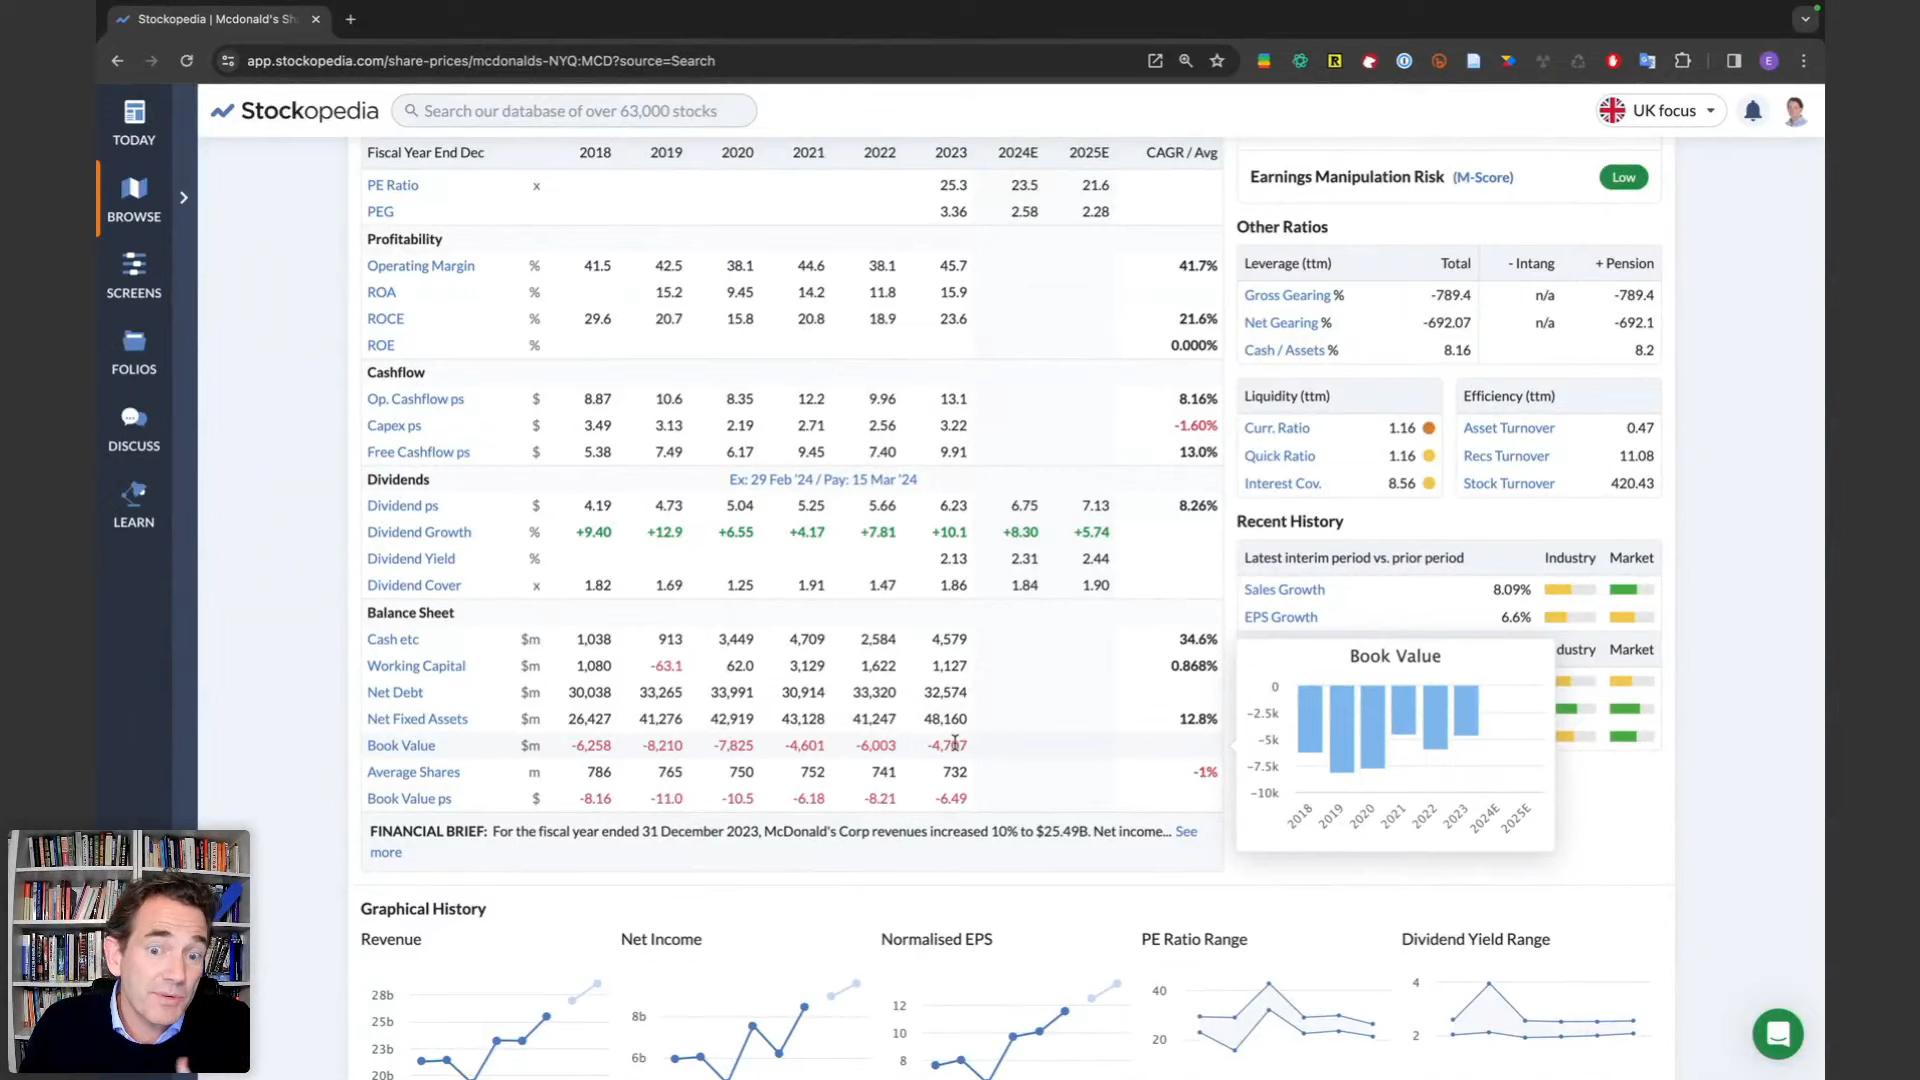 Stockopedia | Mcdonald's Sh
app.stockopedia.com/share-prices/mcdonalds-NYQ:MCD?source=Search
E
Stockopedia
Search our database of over 63,000 stocks
UK focus
TODAY
BROWSE
SCREENS
FOLIOS
DISCUSS
LEARN
Fiscal Year End Dec 2018 2019 2020 2021 2022 2023 2024E 2025E CAGR / Avg
PE Ratio x 25.3 23.5 21.6
PEG 3.36 2.58 2.28
Profitability
Operating Margin % 41.5 42.5 38.1 44.6 38.1 45.7 41.7%
ROA % 15.2 9.45 14.2 11.8 15.9
ROCE % 29.6 20.7 15.8 20.8 18.9 23.6 21.6%
ROE % 0.000%
Cashflow
Op. Cashflow ps $ 8.87 10.6 8.35 12.2 9.96 13.1 8.16%
Capex ps $ 3.49 3.13 2.19 2.71 2.56 3.22 -1.60%
Free Cashflow ps $ 5.38 7.49 6.17 9.45 7.40 9.91 13.0%
Dividends Ex: 29 Feb '24 / Pay: 15 Mar '24
Dividend ps $ 4.19 4.73 5.04 5.25 5.66 6.23 6.75 7.13 8.26%
Dividend Growth % +9.40 +12.9 +6.55 +4.17 +7.81 +10.1 +8.30 +5.74
Dividend Yield % 2.13 2.31 2.44
Dividend Cover x 1.82 1.69 1.25 1.91 1.47 1.86 1.84 1.90
Balance Sheet
Cash etc $m 1,038 913 3,449 4,709 2,584 4,579 34.6%
Working Capital $m 1,080 -63.1 62.0 3,129 1,622 1,127 0.868%
Net Debt $m 30,038 33,265 33,991 30,914 33,320 32,574
Net Fixed Assets $m 26,427 41,276 42,919 43,128 41,247 48,160 12.8%
Book Value $m -6,258 -8,210 -7,825 -4,601 -6,003
Average Shares m 786 765 750 752 741 732 -1%
Book Value ps $ -8.16 -11.0 -10.5 -6.18 -8.21 -6.49
FINANCIAL BRIEF: For the fiscal year ended 31 December 2023, McDonald's Corp revenues increased 10% to $25.49B. Net income... See
more
Earnings Manipulation Risk (M-Score) Low
Other Ratios
Leverage (ttm) Total - Intang + Pension
Gross Gearing % -789.4 n/a -789.4
Net Gearing % -692.07 n/a -692.1
Cash / Assets % 8.16 8.2
Liquidity (ttm)
Curr. Ratio 1.16
Quick Ratio 1.16
Interest Cov. 8.56
Efficiency (ttm)
Asset Turnover 0.47
Recs Turnover 11.08
Stock Turnover 420.43
Recent History
Latest interim period vs. prior period Industry Market
Sales Growth 8.09%
EPS Growth 6.6%
dustry Market
Book Value
0
-2.5k
-5k
-7.5k
-10k
2018 2019 2020 2021 2022 2023 2024E 2025E
Graphical History
Revenue
28b
25b
23b
20b
Net Income
8b
6b
Normalised EPS
12
10
8
PE Ratio Range
40
20
Dividend Yield Range
4
2